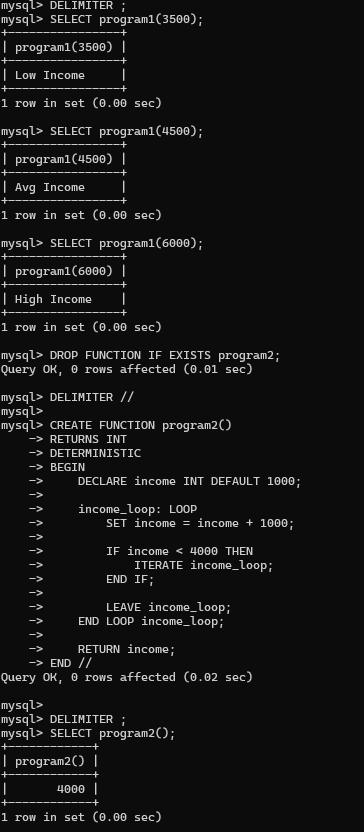 mysql> DELIMITER ;
mysql> SELECT program1(3500);
+----------------+
| program1(3500) |
+----------------+
| Low Income     |
+----------------+
1 row in set (0.00 sec)

mysql> SELECT program1(4500);
+----------------+
| program1(4500) |
+----------------+
| Avg Income     |
+----------------+
1 row in set (0.00 sec)

mysql> SELECT program1(6000);
+----------------+
| program1(6000) |
+----------------+
| High Income    |
+----------------+
1 row in set (0.00 sec)

mysql> DROP FUNCTION IF EXISTS program2;
Query OK, 0 rows affected (0.01 sec)

mysql> DELIMITER //
mysql>
mysql> CREATE FUNCTION program2()
    -> RETURNS INT
    -> DETERMINISTIC
    -> BEGIN
    ->     DECLARE income INT DEFAULT 1000;
    ->
    ->     income_loop: LOOP
    ->         SET income = income + 1000;
    ->
    ->         IF income < 4000 THEN
    ->             ITERATE income_loop;
    ->         END IF;
    ->
    ->         LEAVE income_loop;
    ->     END LOOP income_loop;
    ->
    ->     RETURN income;
    -> END //
Query OK, 0 rows affected (0.02 sec)

mysql>
mysql> DELIMITER ;
mysql> SELECT program2();
+------------+
| program2() |
+------------+
|       4000 |
+------------+
1 row in set (0.00 sec)